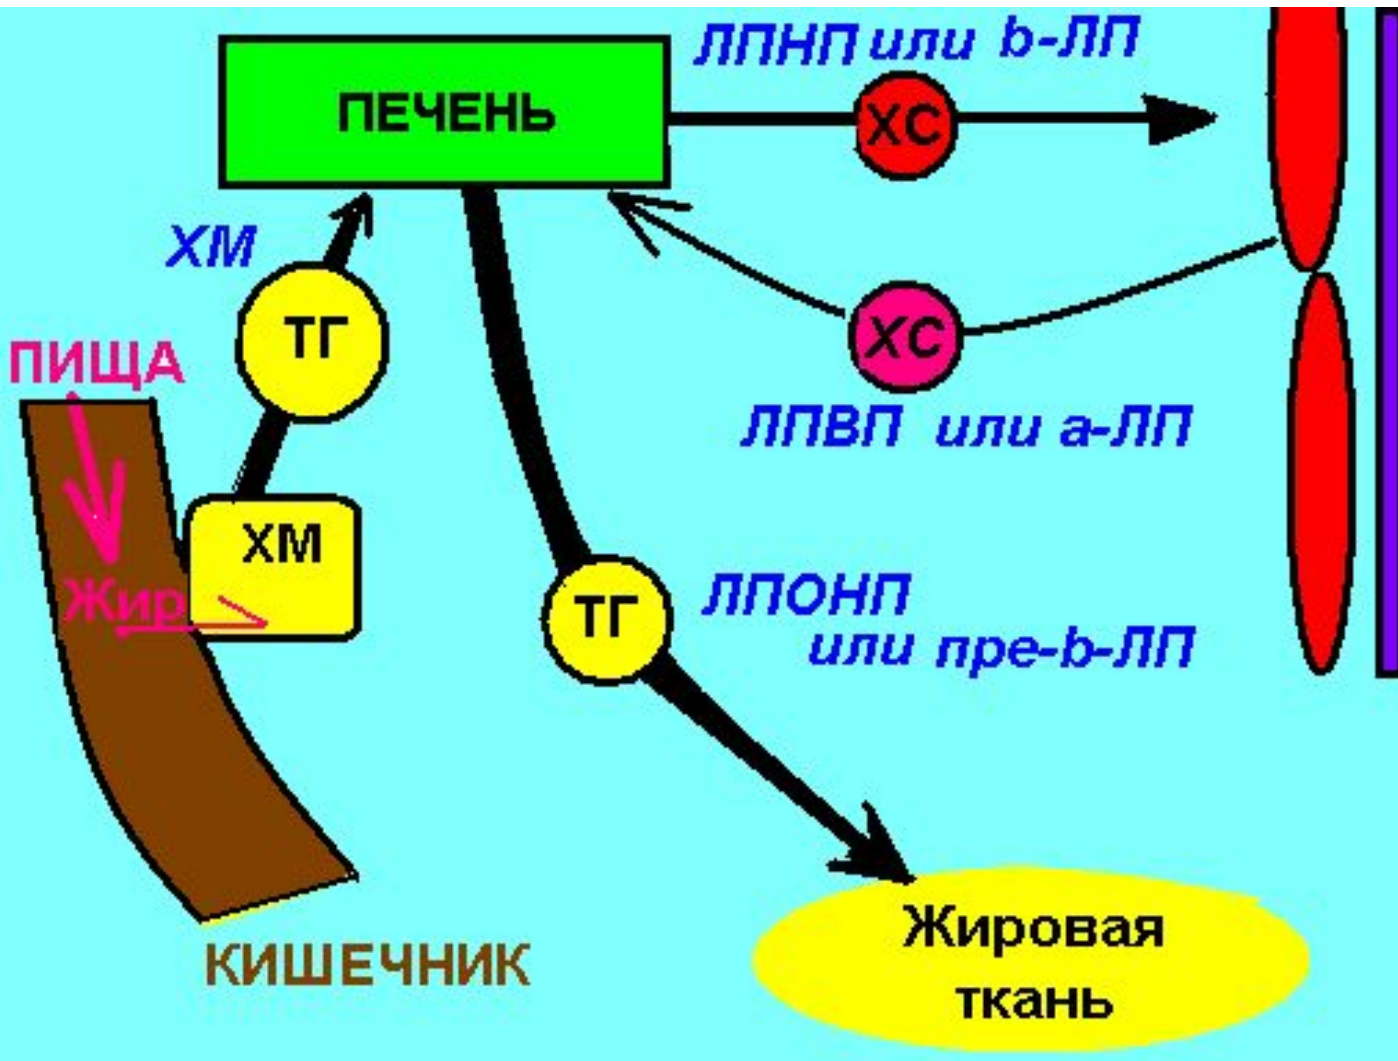 ЛПНП или b-ЛП
ПЕЧЕНЬ
ХС
ХМ
ТГ
ХС
ПИЩА
ЛПВП или a-ЛП
ХМ
Жир
ТГ
ЛПОНП
или пре-b-ЛП
КИШЕЧНИК
Жировая
ткань